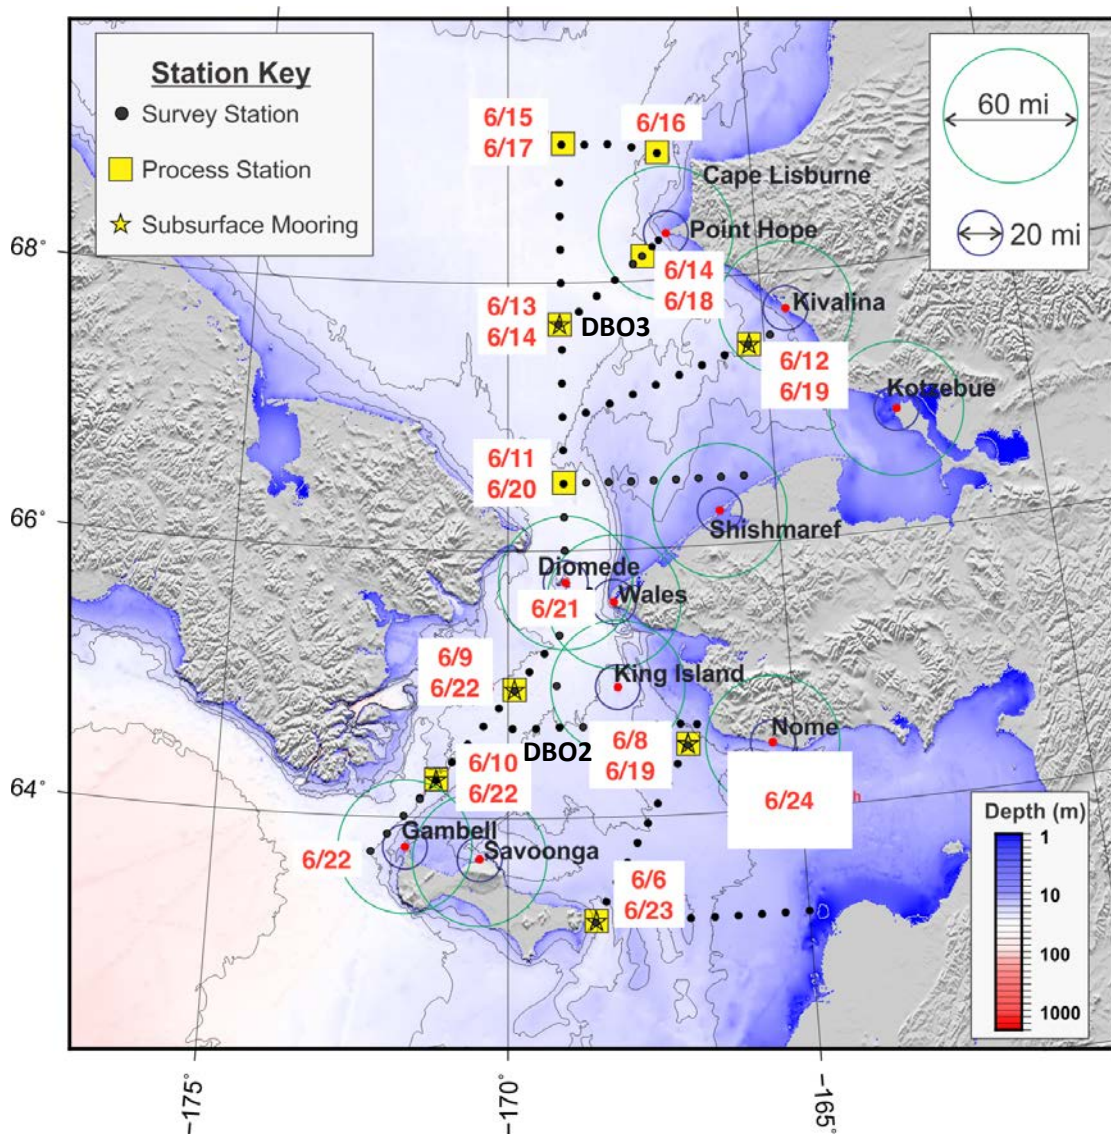 Station Key
Survey Station
Process Station
Subsurface Mooring
60 mi
20 mi
6/15
6/17
6/16
Cape Lisburne
Point Hope
68°
6/14
6/18
Kivalina
6/13
6/14
DBO3
6/12
6/19
Kotzebue
6/11
6/20
66°
Shishmaref
Diomede
Wales
6/21
6/9
6/22
King Island
Nome
6/8
6/19
DBO2
6/10
6/22
64°
6/24
h
Depth (m)
1
10
100
1000
Gambell
Savoonga
6/22
6/6
6/23
−175°
−170°
−165°